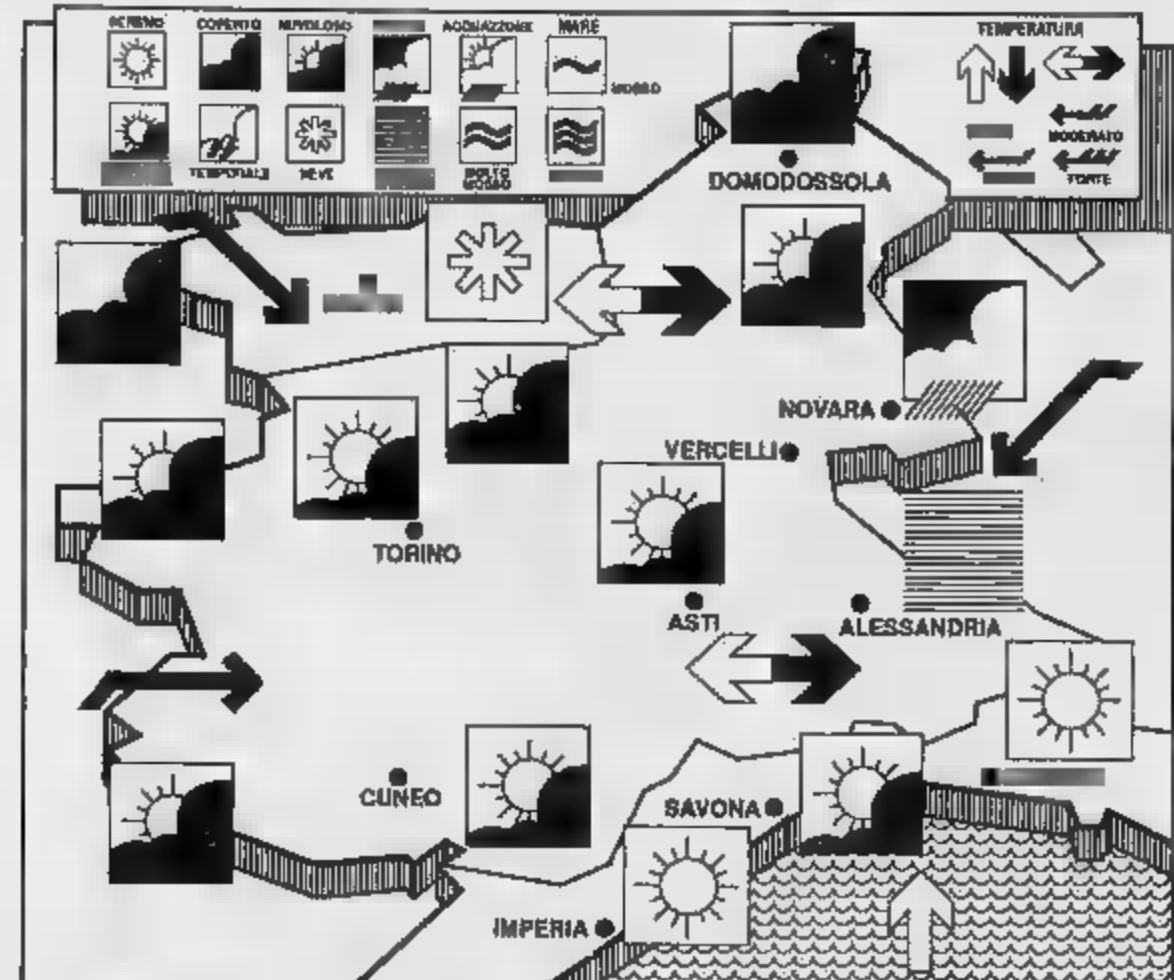 SERENO COPERTO NUVOLOSO ACQUAZZONE MARE
MOSSO
TEMPORALE NEVE MOLTO
MOSSO
TEMPERATURA
MODERATO
FORTE
DOMODOSSOLA
NOVARA
VERCELLI
TORINO
ASTI
ALESSANDRIA
CUNEO
SAVONA
IMPERIA